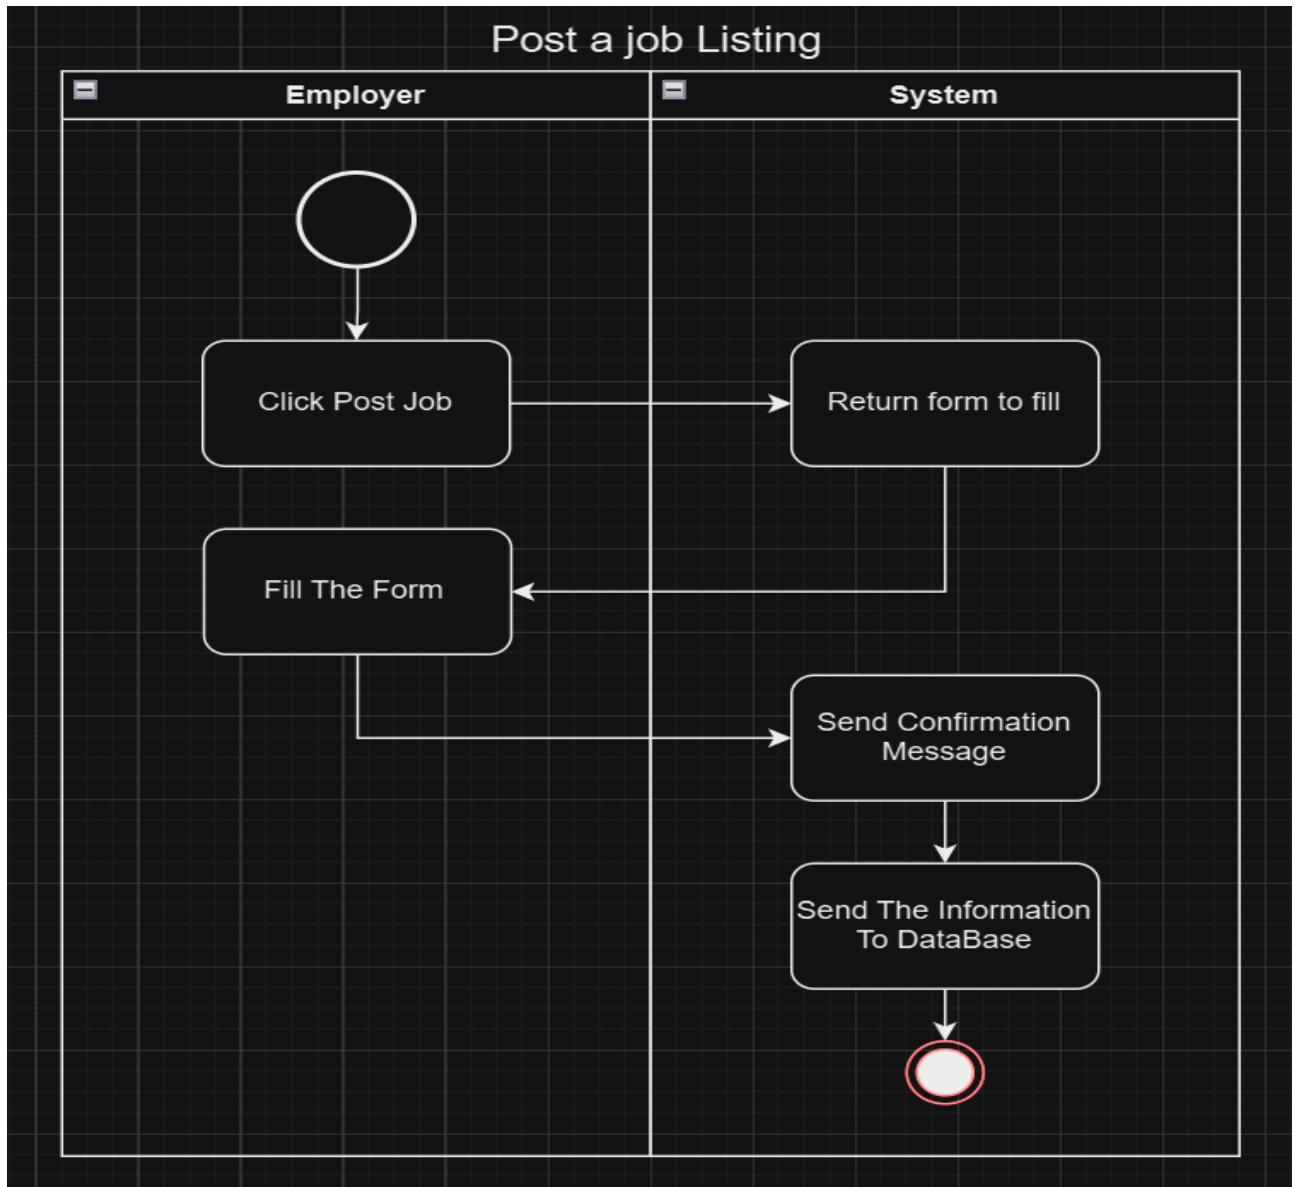 Post a job Listing
Employer
System
Click Post Job
Return form to fill
Fill The Form
Send Confirmation
Message
Send The Information
To DataBase